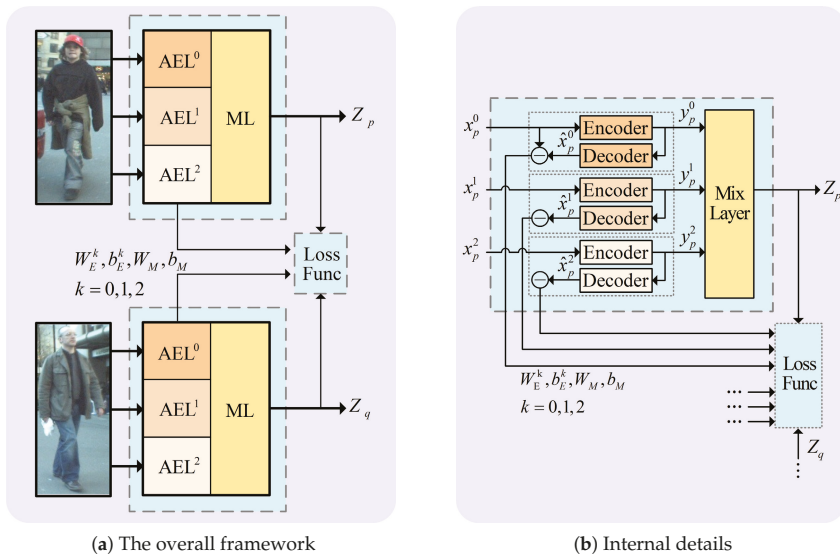 AEL⁰
AEL¹
AEL²
ML
Z_p
W_E^k, b_E^k, W_M, b_M
k = 0,1,2
Loss
Func
AEL⁰
AEL¹
AEL²
ML
Z_q
(a) The overall framework
x_p^0
x_p^1
x_p^2
Encoder
Decoder
x̂_p^0
y_p^0
Encoder
Decoder
x̂_p^1
y_p^1
Encoder
Decoder
x̂_p^2
y_p^2
Mix
Layer
Z_p
W_E^k, b_E^k, W_M, b_M
k = 0,1,2
Loss
Func
...
...
...
Z_q
...
(b) Internal details